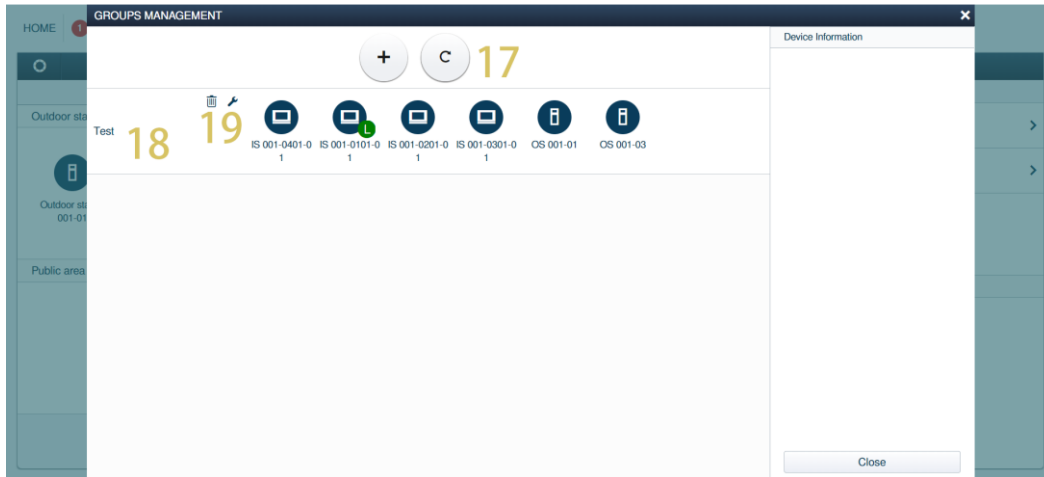 GROUPS MANAGEMENT
HOME
1
Device Information
17
Outdoor sta
Test
18
19
L
IS 001-0401-0
1
IS 001-0101-0
1
IS 001-0201-0
1
IS 001-0301-0
1
OS 001-01
OS 001-03
Outdoor sta
001-01
Public area
Close